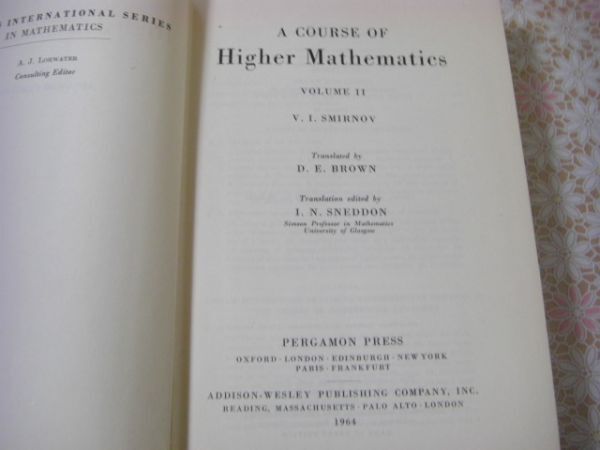 INTERNATIONAL SERIES
IN MATHEMATICS
A. J. LOHWATER
Consulting Editor
A COURSE OF
Higher Mathematics
VOLUME II
V. I. SMIRNOV
Translated by
D. E. BROWN
Translation edited by
I. N. SNEDDON
Simson Professor in Mathematics
University of Glasgow
PERGAMON PRESS
OXFORD · LONDON · EDINBURGH · NEW YORK
PARIS · FRANKFURT
ADDISON-WESLEY PUBLISHING COMPANY, INC.
READING, MASSACHUSETTS · PALO ALTO · LONDON
1964